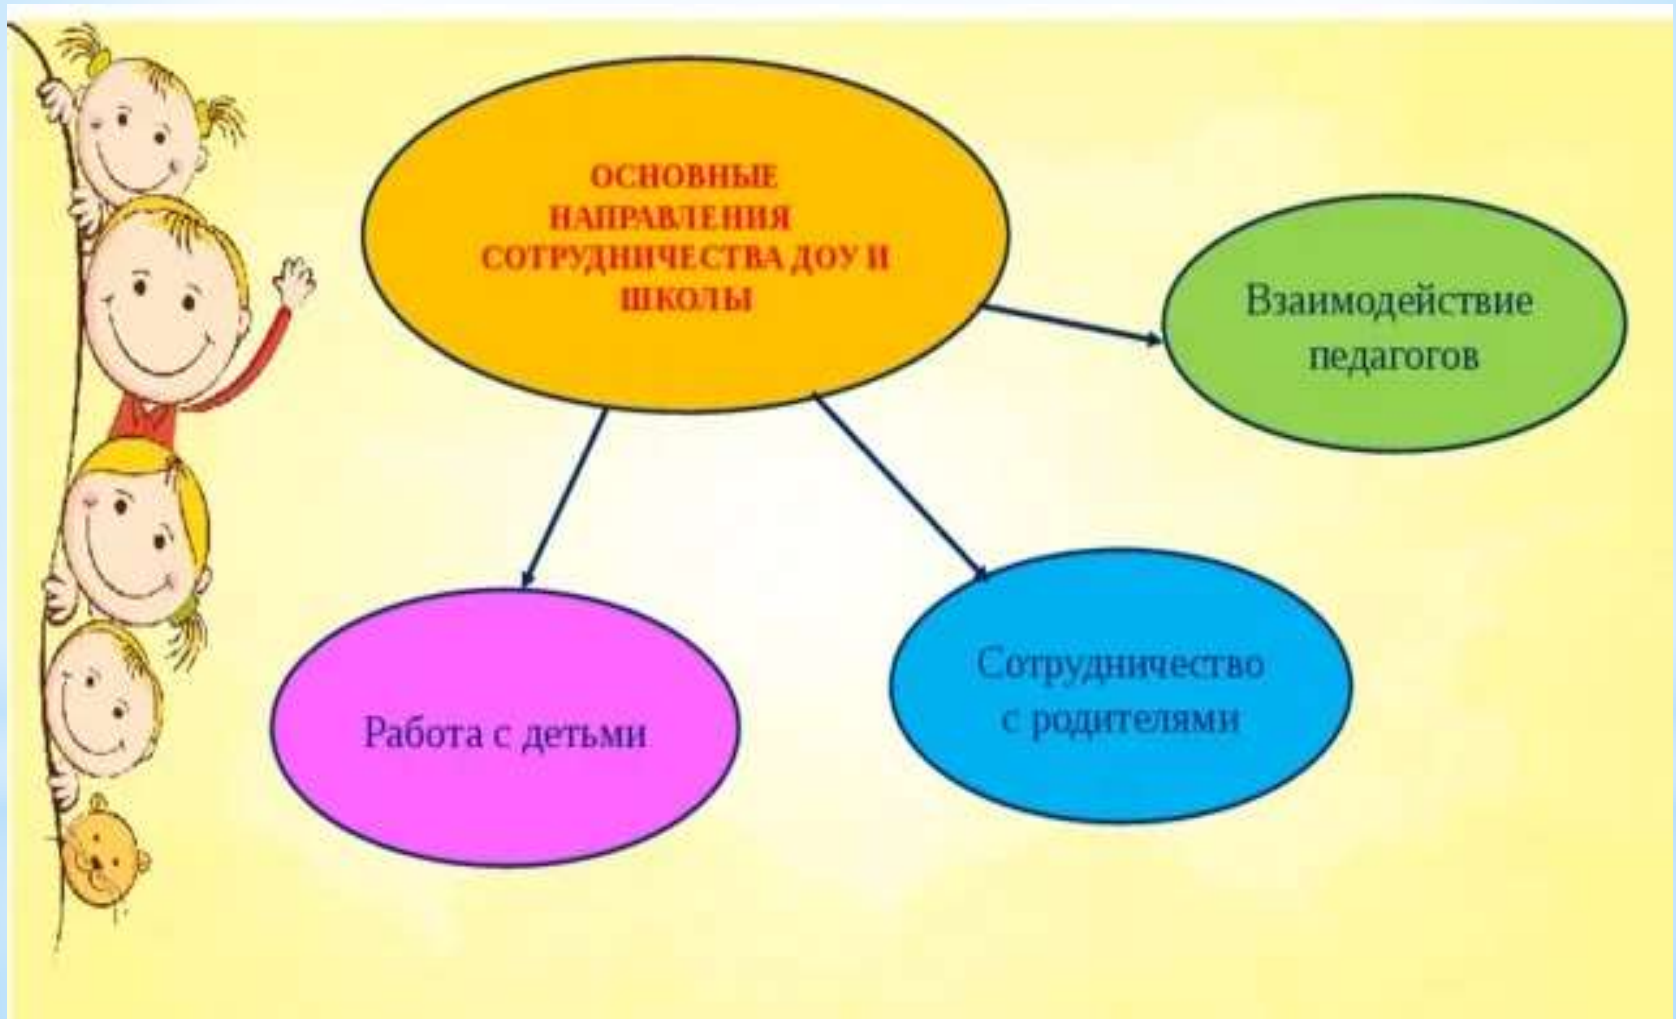 ОСНОВНЫЕ
НАПРАВЛЕНИЯ
СОТРУДНИЧЕСТВА ДОУ И
ШКОЛЫ
Взаимодействие
педагогов
Сотрудничество
с родителями
Работа с детьми